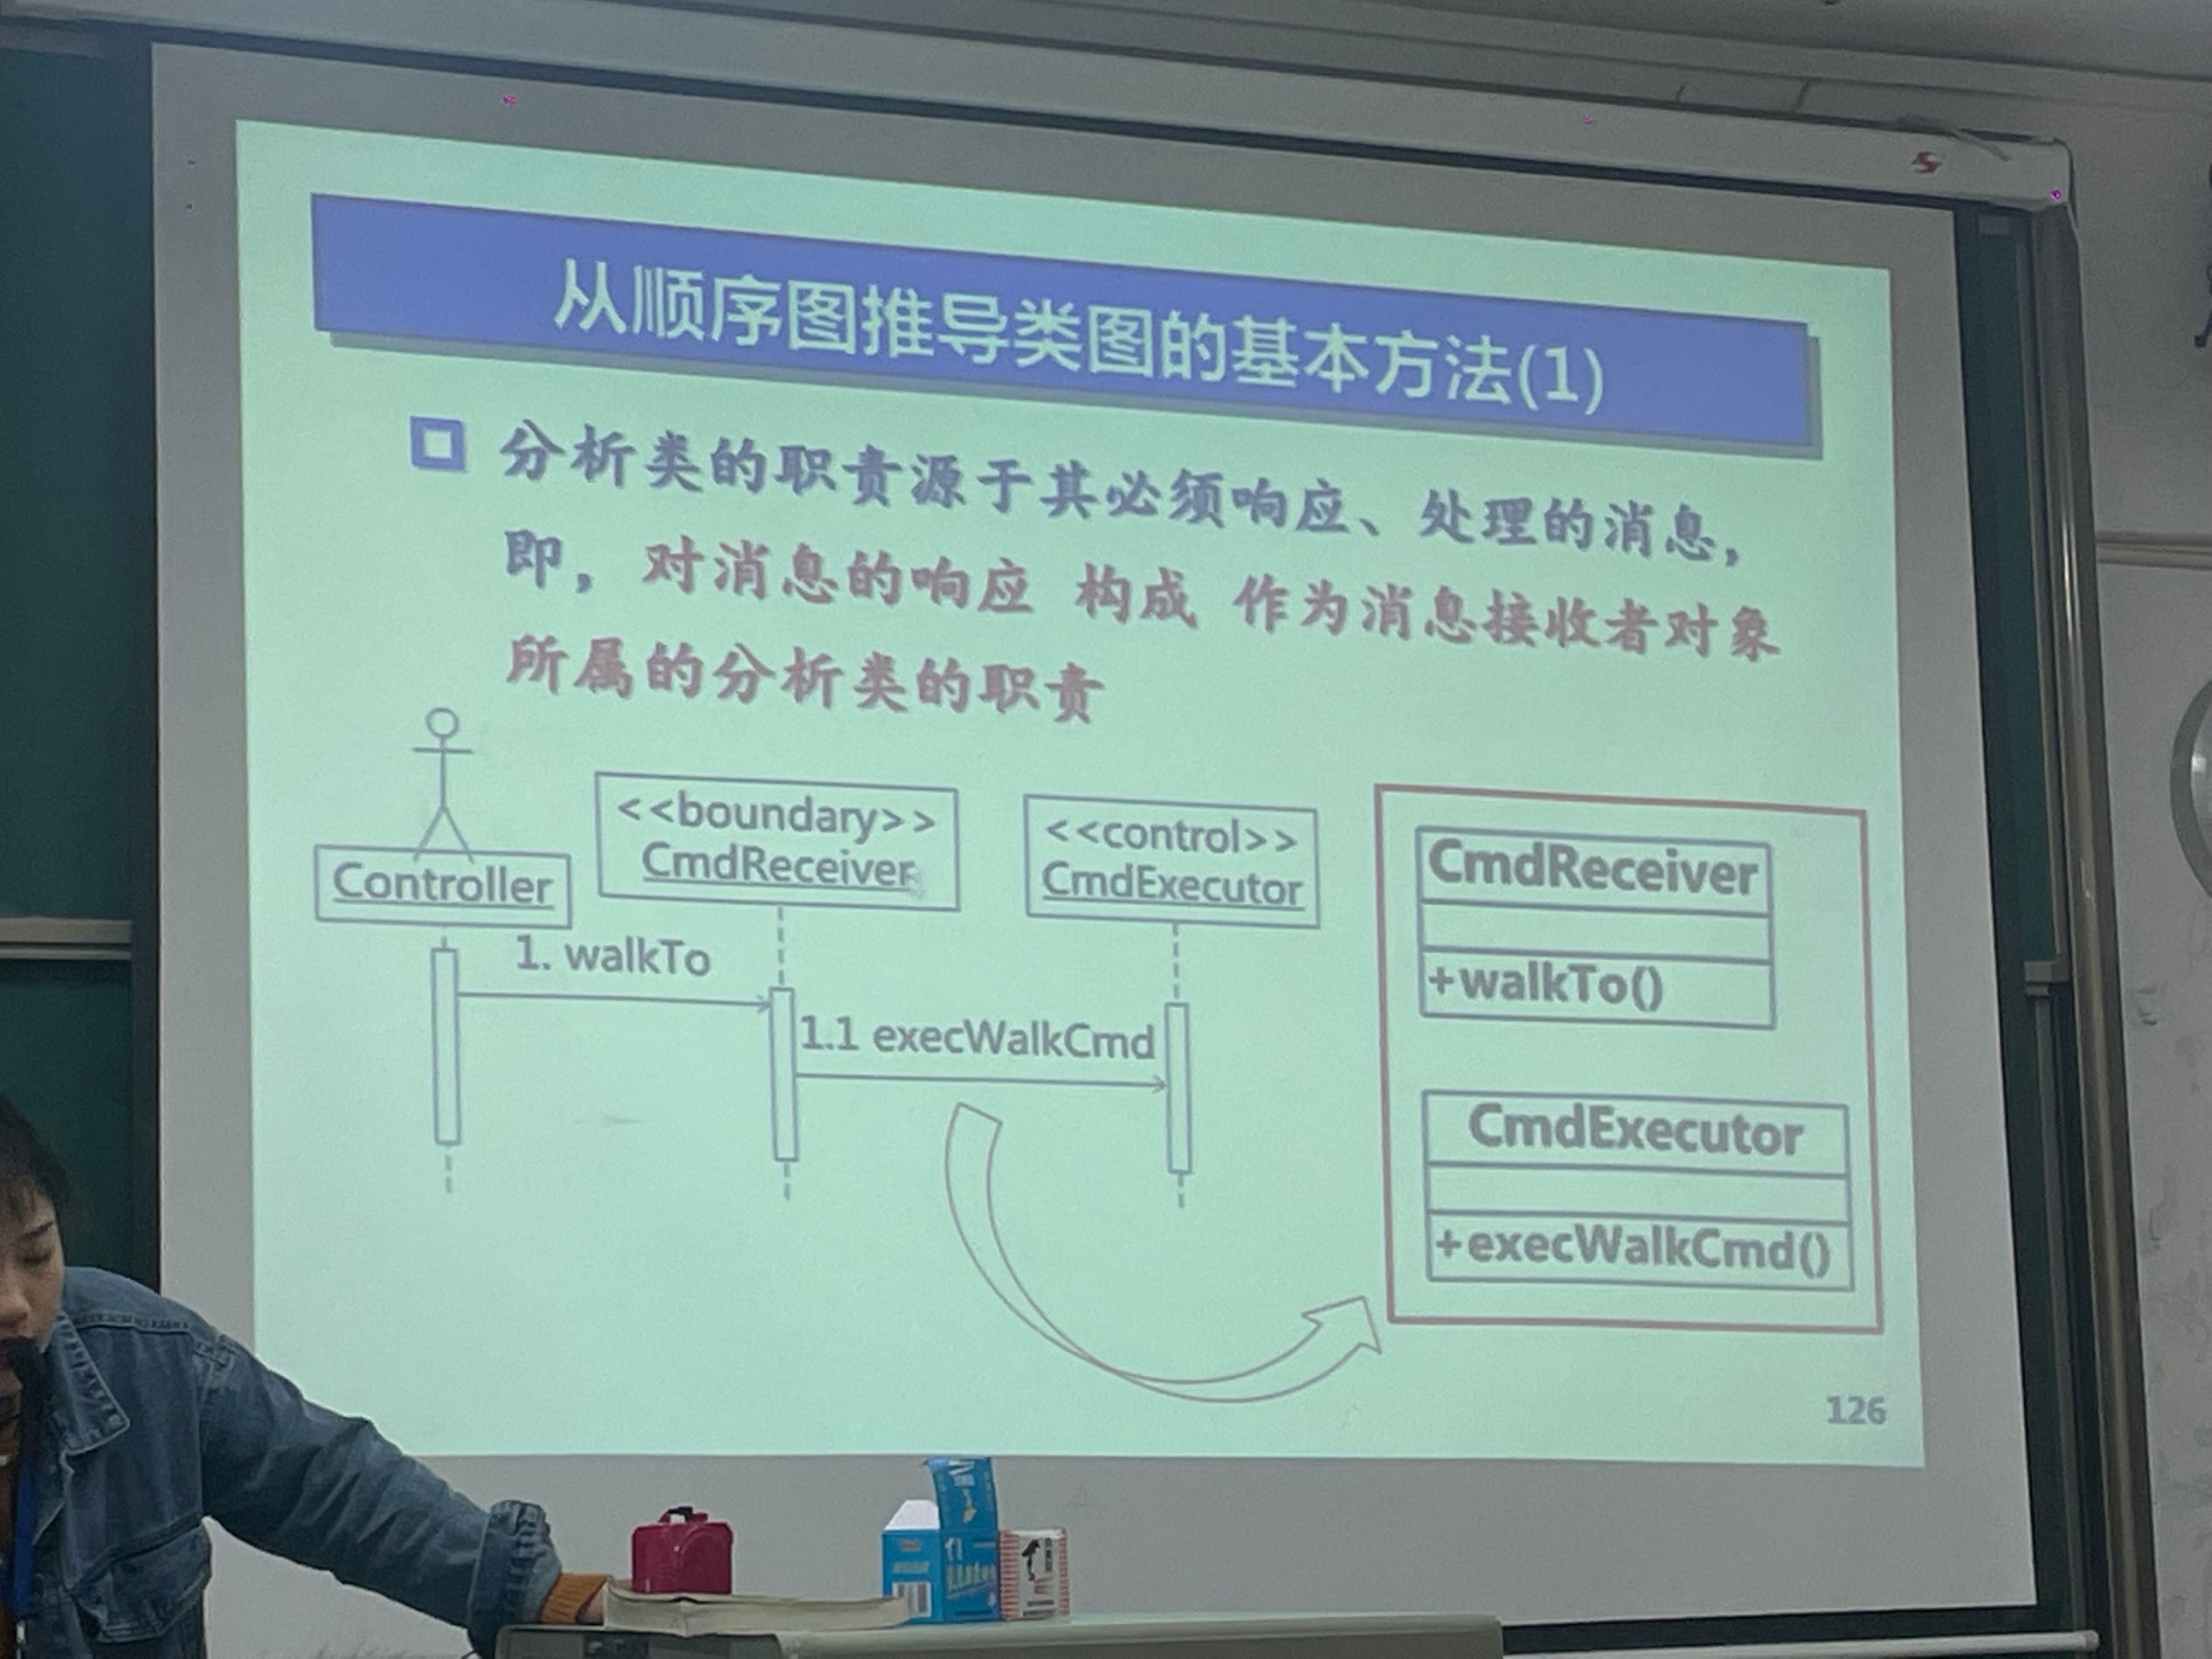 从顺序图推导类图的基本方法(1)
分析类的职责源于其必须响应、处理的消息，
即，对消息的响应 构成 作为消息接收者对象
所属的分析类的职责
Controller
<<boundary>>
CmdReceiver
<<control>>
CmdExecutor
1. walkTo
1.1 execWalkCmd
CmdReceiver
+walkTo()
CmdExecutor
+execWalkCmd()
126